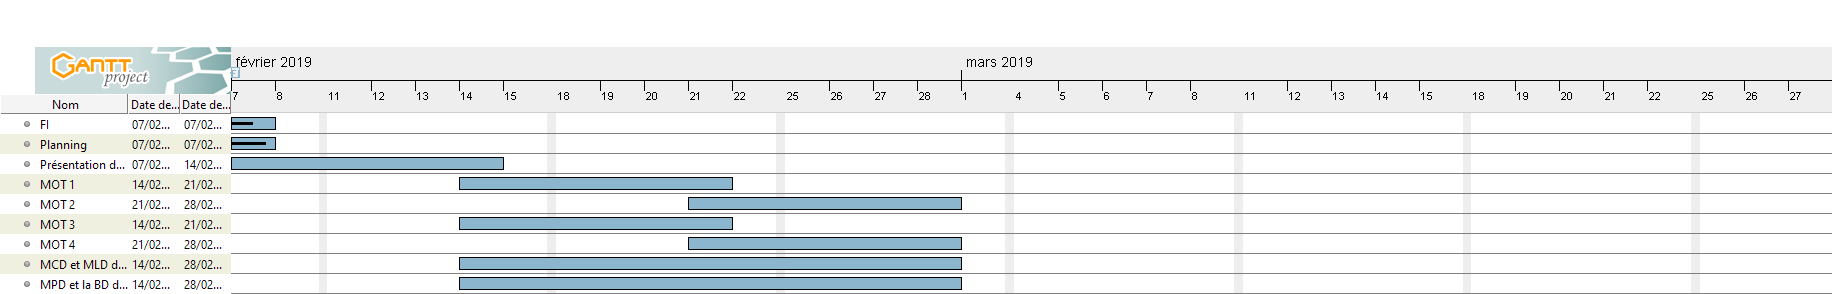 GANTT
project
février 2019
mars 2019
7 8 11 12 13 14 15 18 19 20 21 22 25 26 27 28 1 4 5 6 7 8 11 12 13 14 15 18 19 20 21 22 25 26 27
Nom Date de... Date de...
FI 07/02... 07/02...
Planning 07/02... 07/02...
Présentation d... 07/02... 14/02...
MOT 1 14/02... 21/02...
MOT 2 21/02... 28/02...
MOT 3 14/02... 21/02...
MOT 4 21/02... 28/02...
MCD et MLD d... 14/02... 28/02...
MPD et la BD d... 14/02... 28/02...